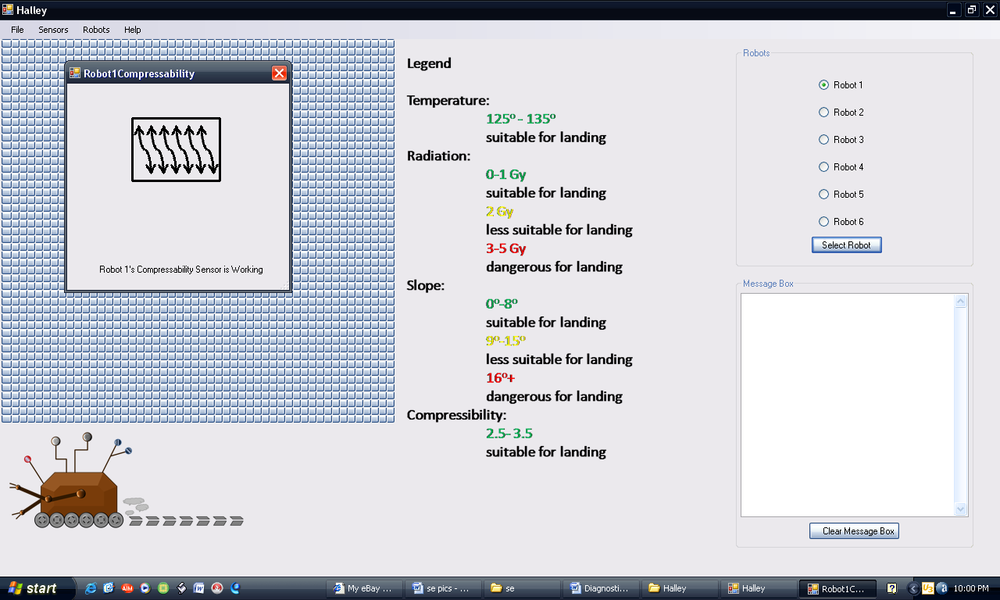 Halley
File Sensors Robots Help
Robot1Compressability
Robot 1's Compressability Sensor is Working
Legend
Temperature:
125º - 135º
suitable for landing
Radiation:
0-1 Gy
suitable for landing
2 Gy
less suitable for landing
3-5 Gy
dangerous for landing
Slope:
0º-8º
suitable for landing
9º-15º
less suitable for landing
16º+
dangerous for landing
Compressibility:
2.5- 3.5
suitable for landing
Robots
Robot 1
Robot 2
Robot 3
Robot 4
Robot 5
Robot 6
Select Robot
Message Box
Clear Message Box
start
AIM
My eBay ...
se pics - ...
se
Diagnosti...
Halley
Halley
Robot1C...
U3
10:00 PM